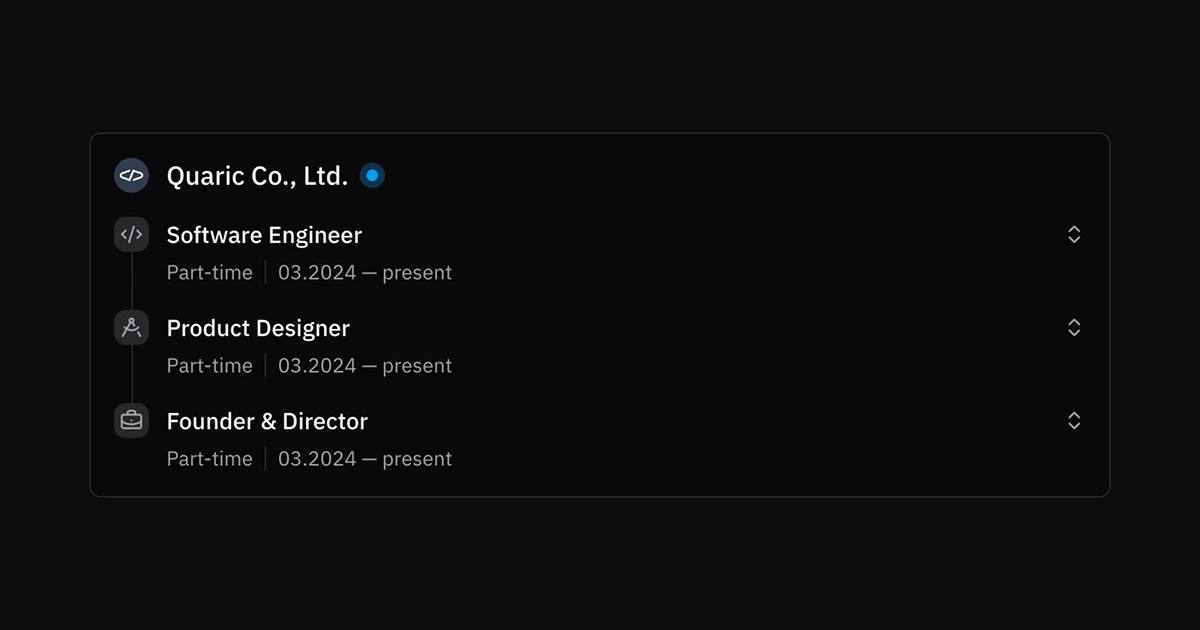 Quaric Co., Ltd.
Software Engineer
Part-time 03.2024 — present
Product Designer
Part-time 03.2024 — present
Founder & Director
Part-time 03.2024 — present